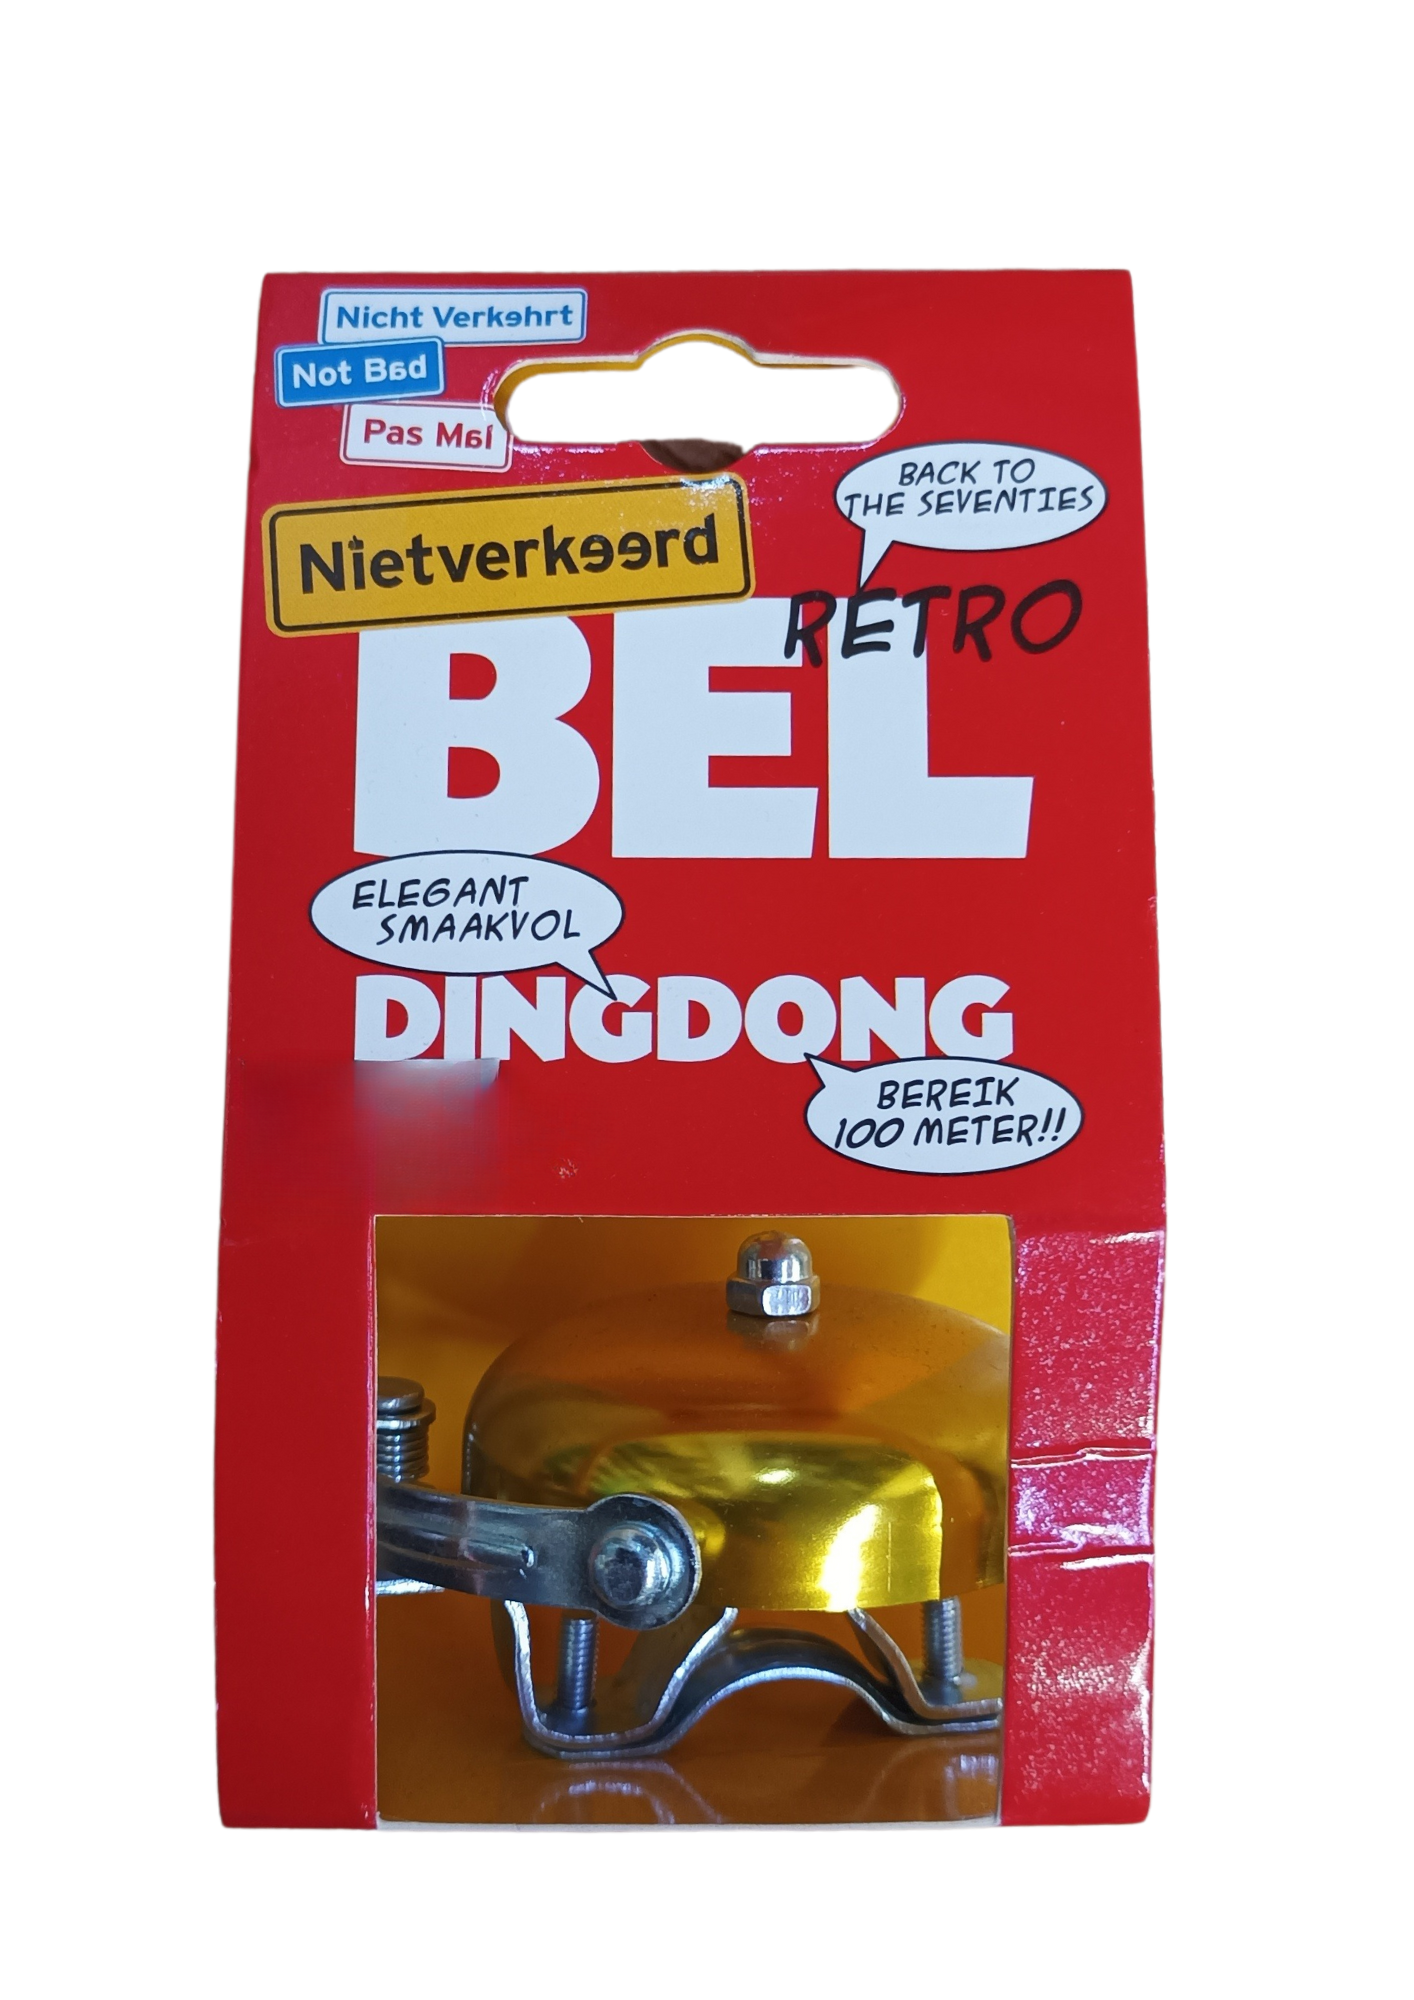 Nicht Verkehrt
Not Bad
Pas Mal
Nietverkeerd
BACK TO
THE SEVENTIES
RETRO
BEL
ELEGANT
SMAAKVOL
DINGDONG
BEREIK
100 METER!!